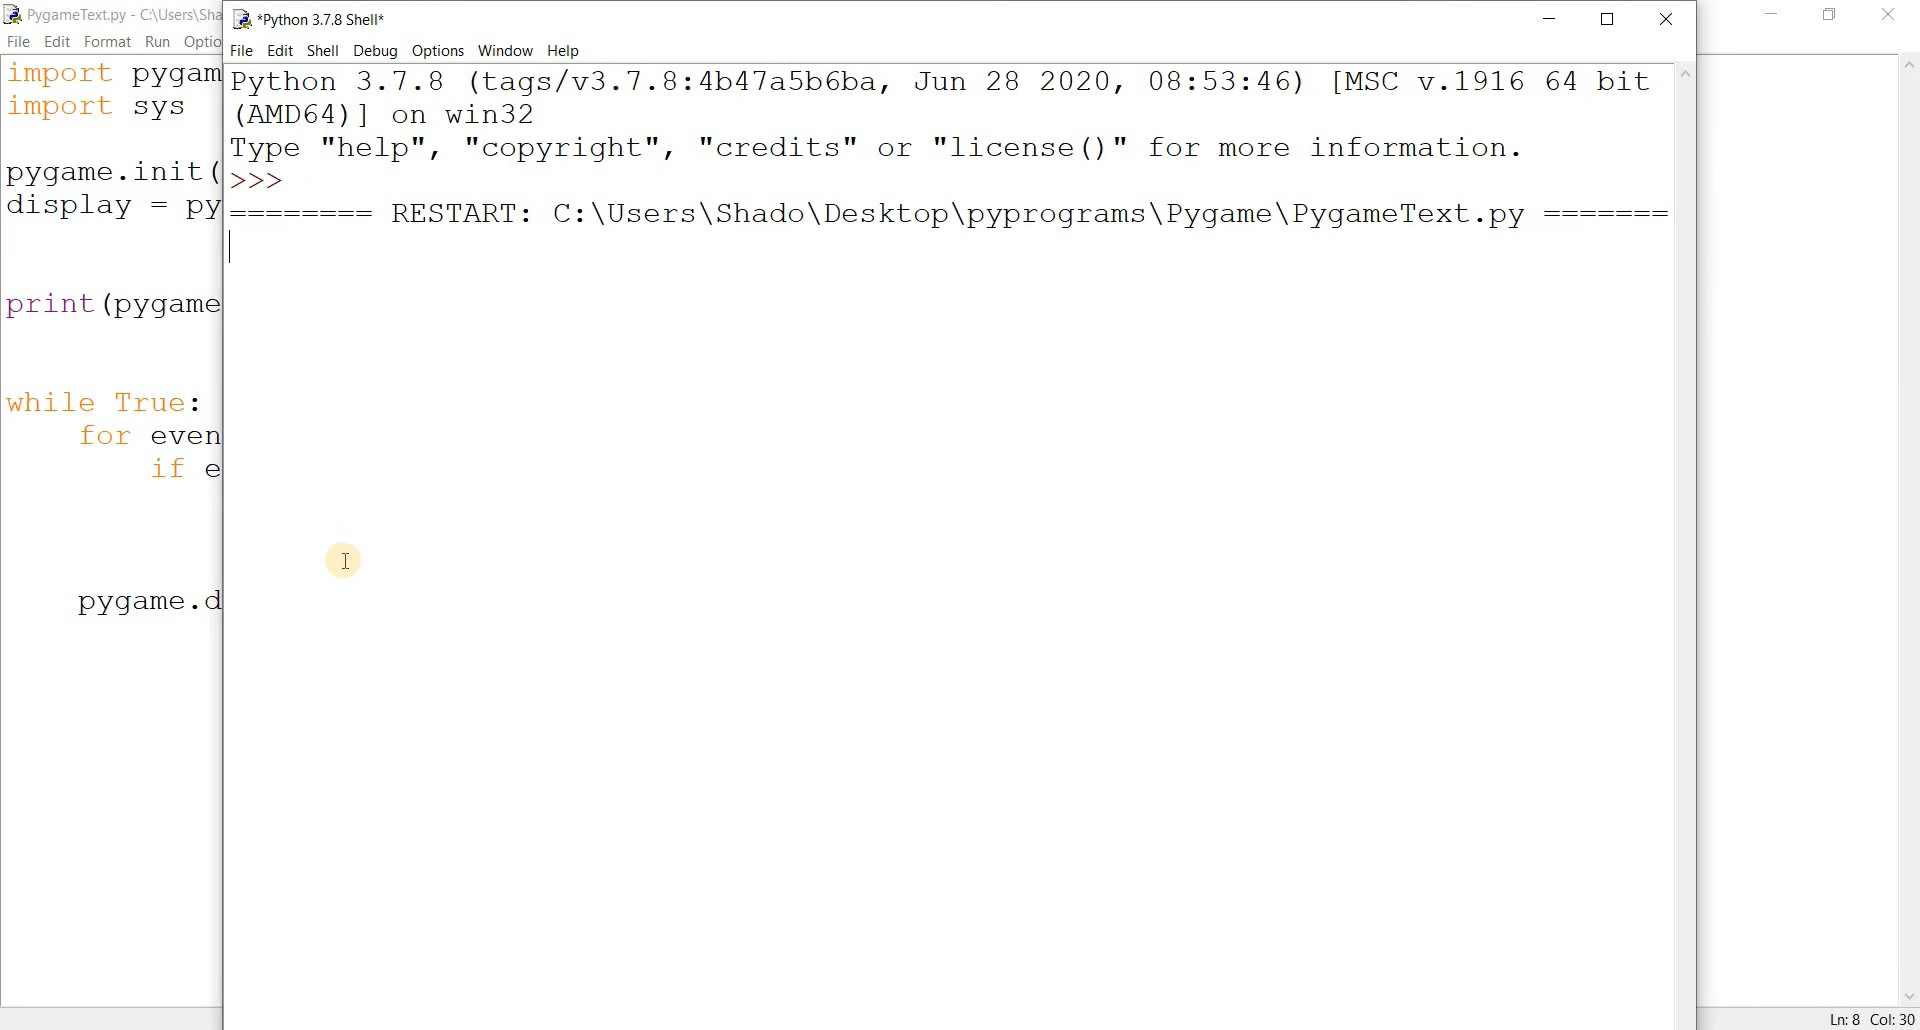 PygameText.py - C:\Users\Sha
File Edit Format Run Optio
import pygam
import sys
pygame.init(
display = py
print(pygame
while True:
for even
if e
pygame.d
*Python 3.7.8 Shell*
File Edit Shell Debug Options Window Help
Python 3.7.8 (tags/v3.7.8:4b47a5b6ba, Jun 28 2020, 08:53:46) [MSC v.1916 64 bit
(AMD64)] on win32
Type "help", "copyright", "credits" or "license()" for more information.
>>>
======== RESTART: C:\Users\Shado\Desktop\pyprograms\Pygame\PygameText.py =======
Ln: 8 Col: 30